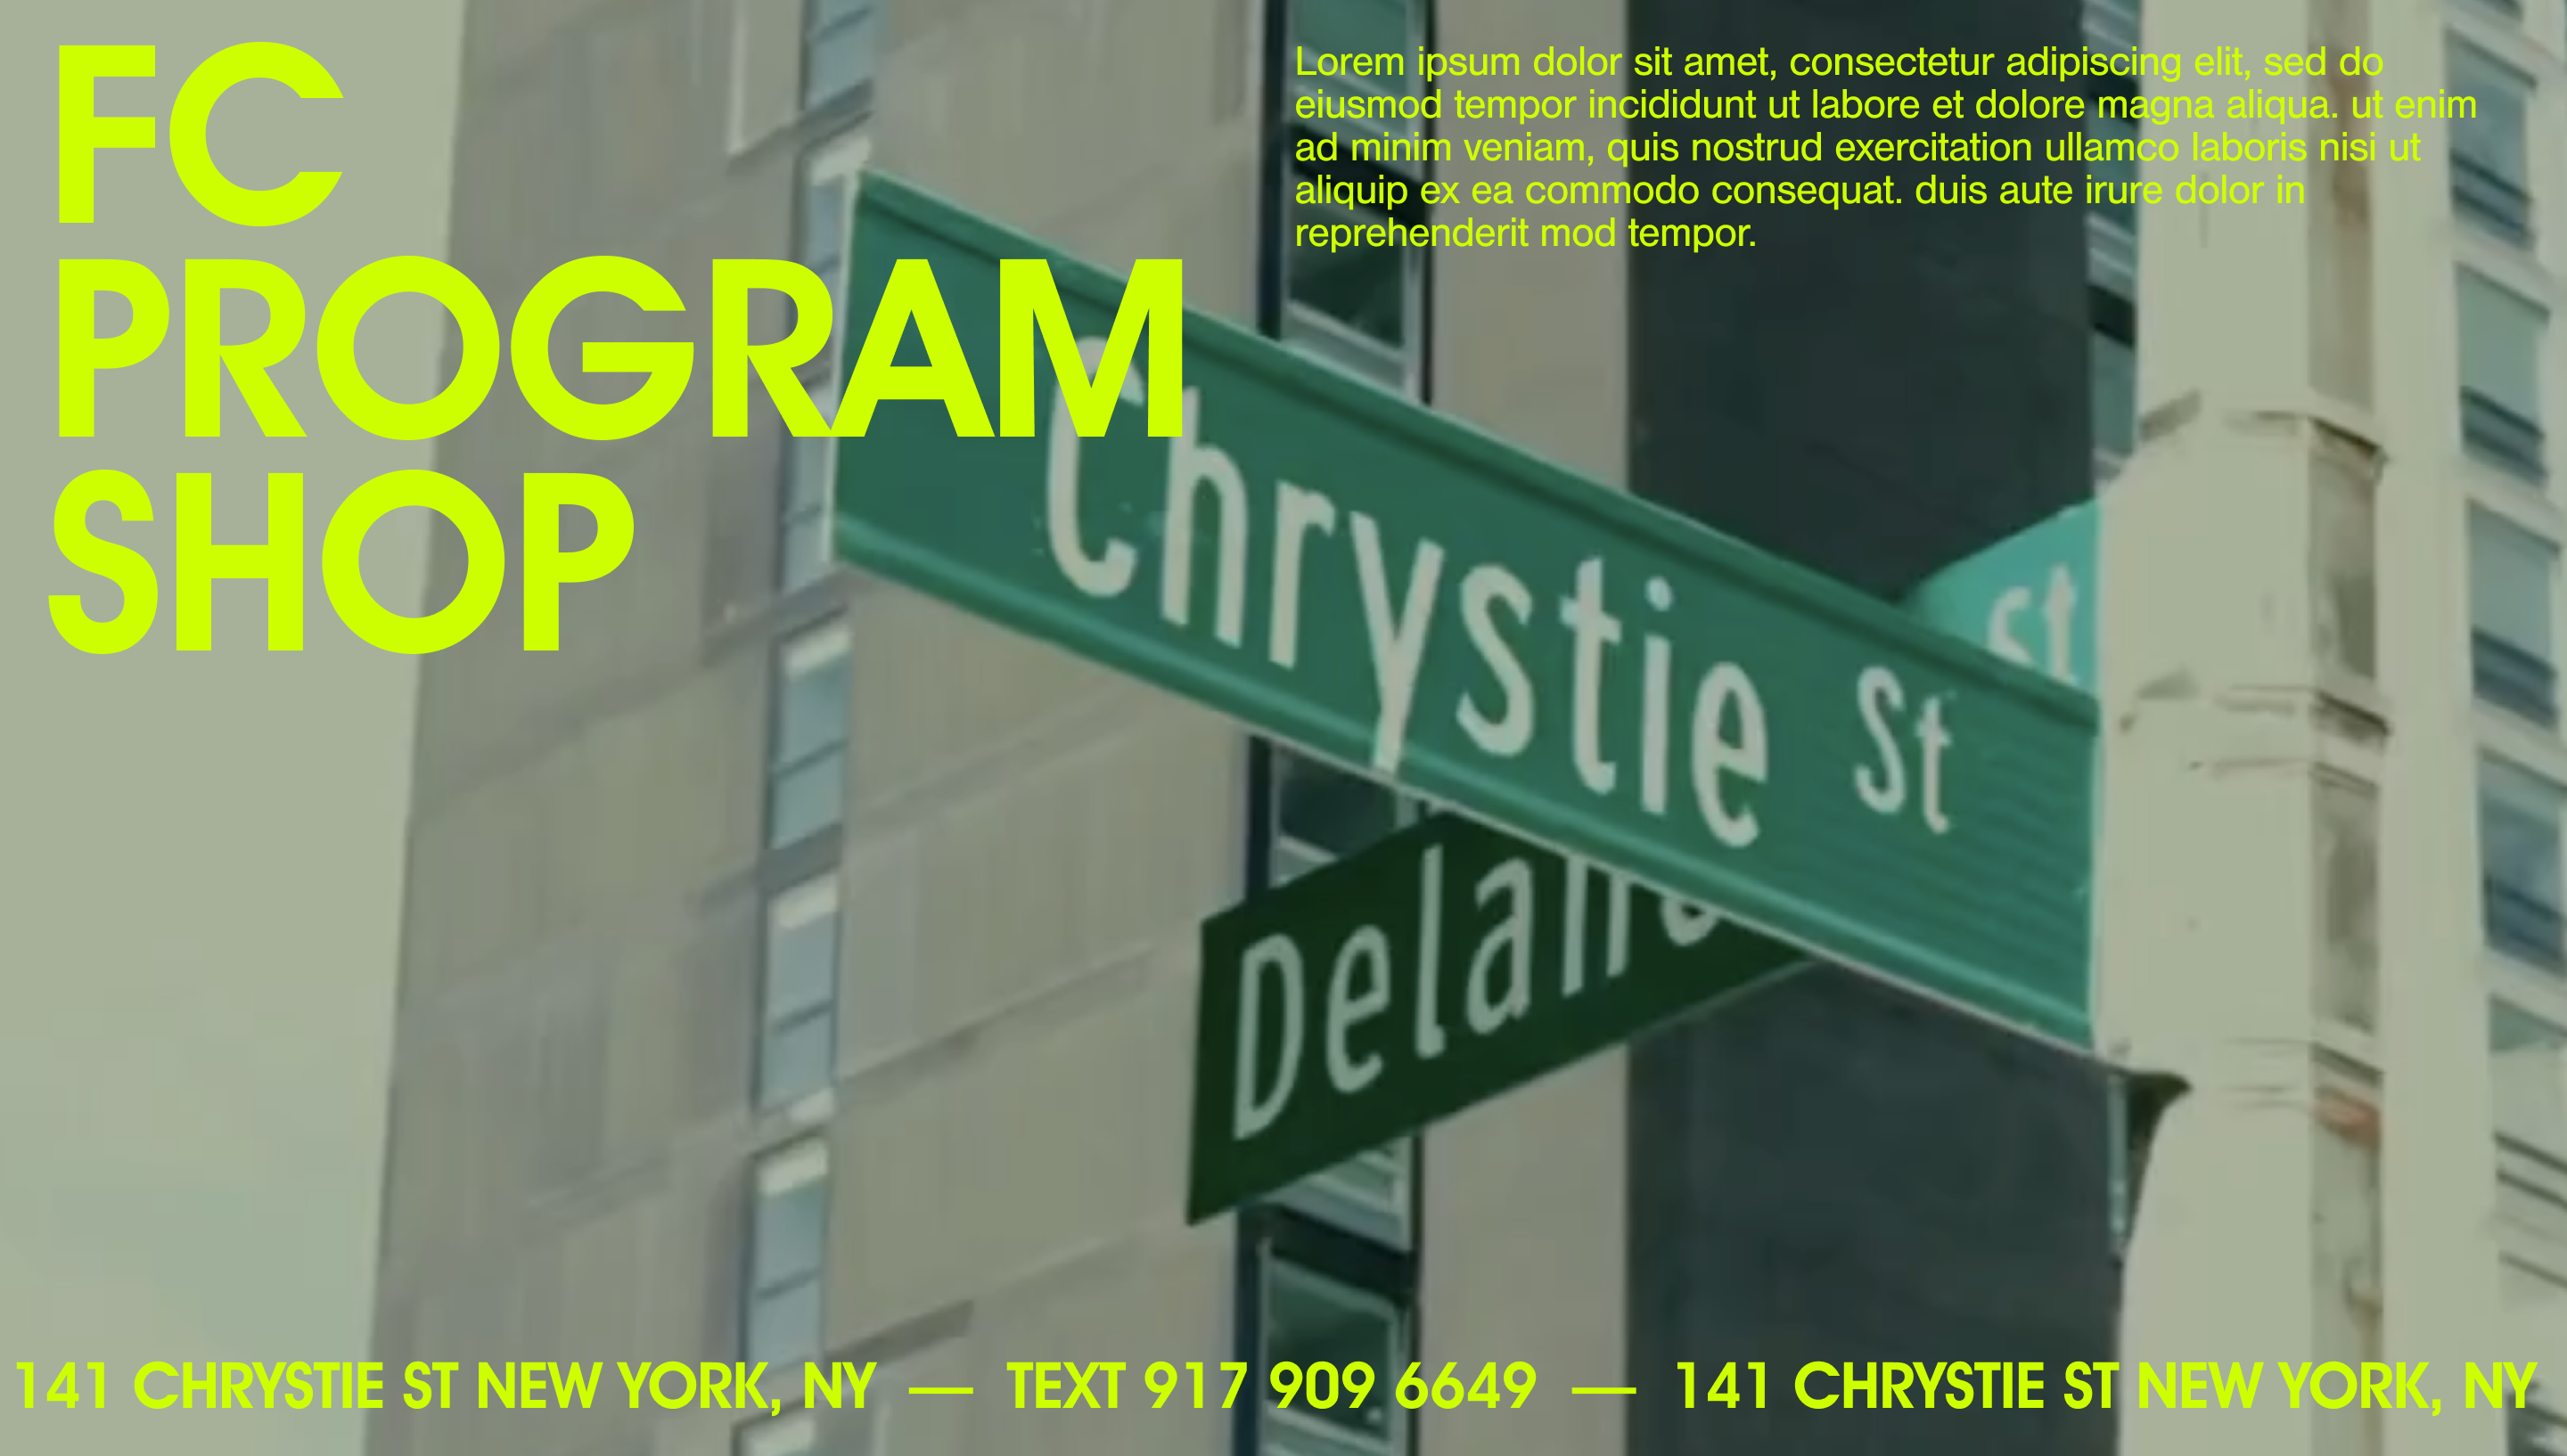 FC
PROGRAM
SHOP
Lorem ipsum dolor sit amet, consectetur adipiscing elit, sed do
eiusmod tempor incididunt ut labore et dolore magna aliqua. ut enim
ad minim veniam, quis nostrud exercitation ullamco laboris nisi ut
aliquip ex ea commodo consequat. duis aute irure dolor in
reprehenderit mod tempor.
Chrystie St
St
141 CHRYSTIE ST NEW YORK, NY — TEXT 917 909 6649 — 141 CHRYSTIE ST NEW YORK, NY